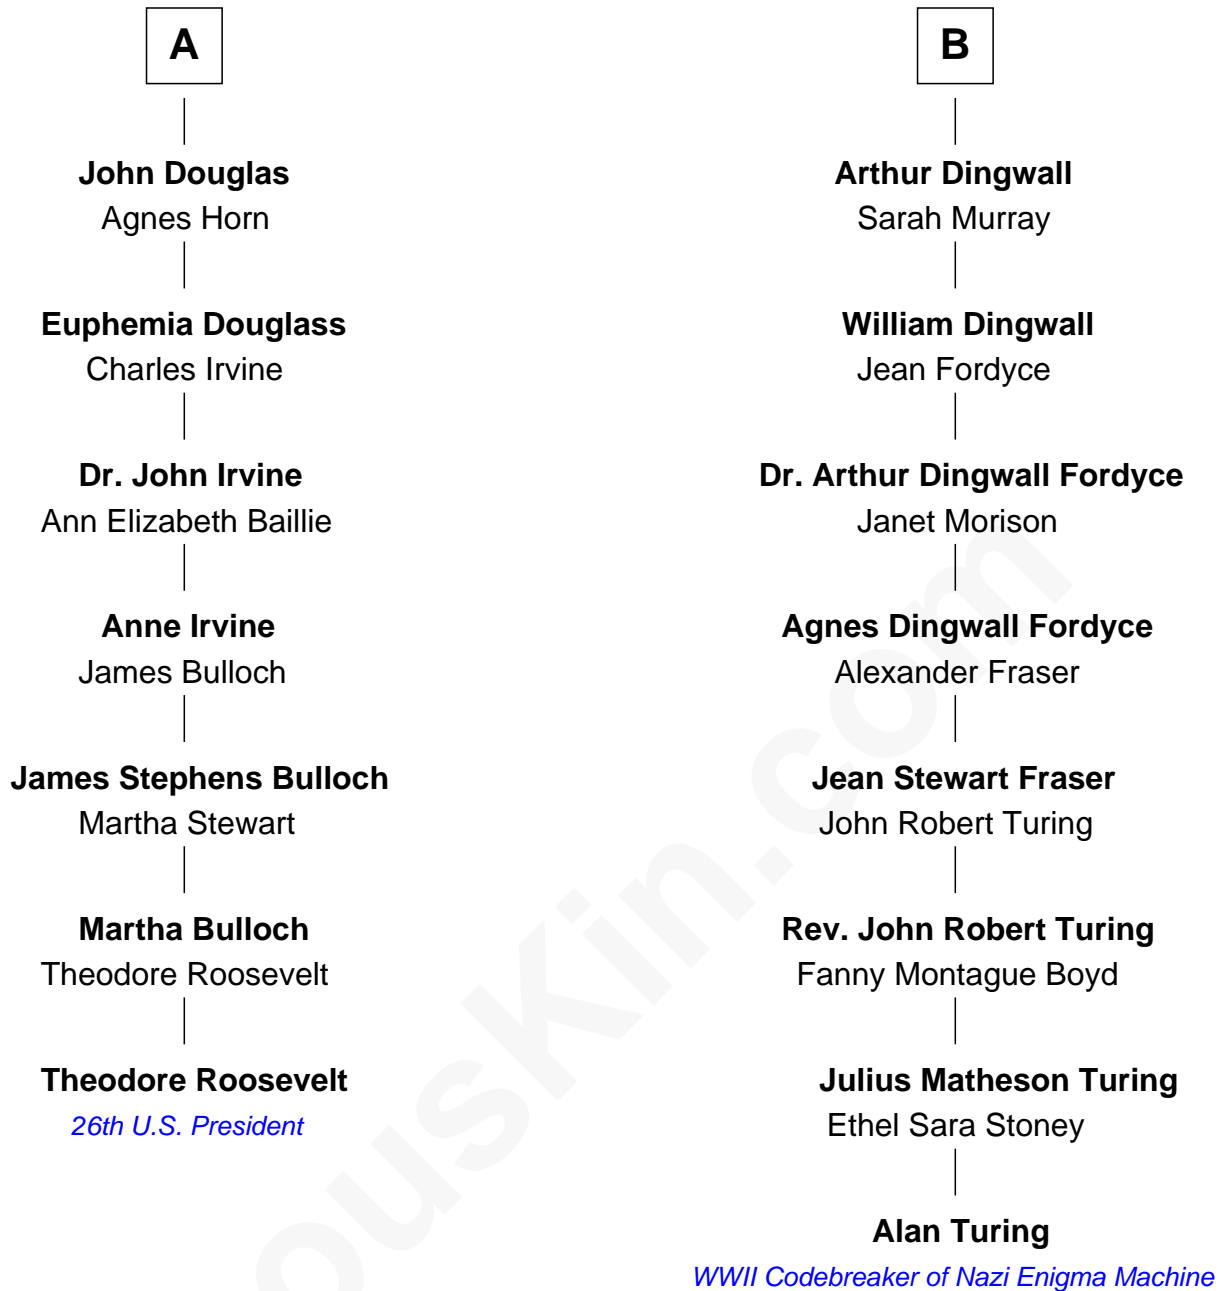 A
John Douglas
Agnes Horn
Euphemia Douglass
Charles Irvine
Dr. John Irvine
Ann Elizabeth Baillie
Anne Irvine
James Bulloch
James Stephens Bulloch
Martha Stewart
Martha Bulloch
Theodore Roosevelt
Theodore Roosevelt
26th U.S. President
B
Arthur Dingwall
Sarah Murray
William Dingwall
Jean Fordyce
Dr. Arthur Dingwall Fordyce
Janet Morison
Agnes Dingwall Fordyce
Alexander Fraser
Jean Stewart Fraser
John Robert Turing
Rev. John Robert Turing
Fanny Montague Boyd
Julius Matheson Turing
Ethel Sara Stoney
Alan Turing
WWII Codebreaker of Nazi Enigma Machine
ousKin.com